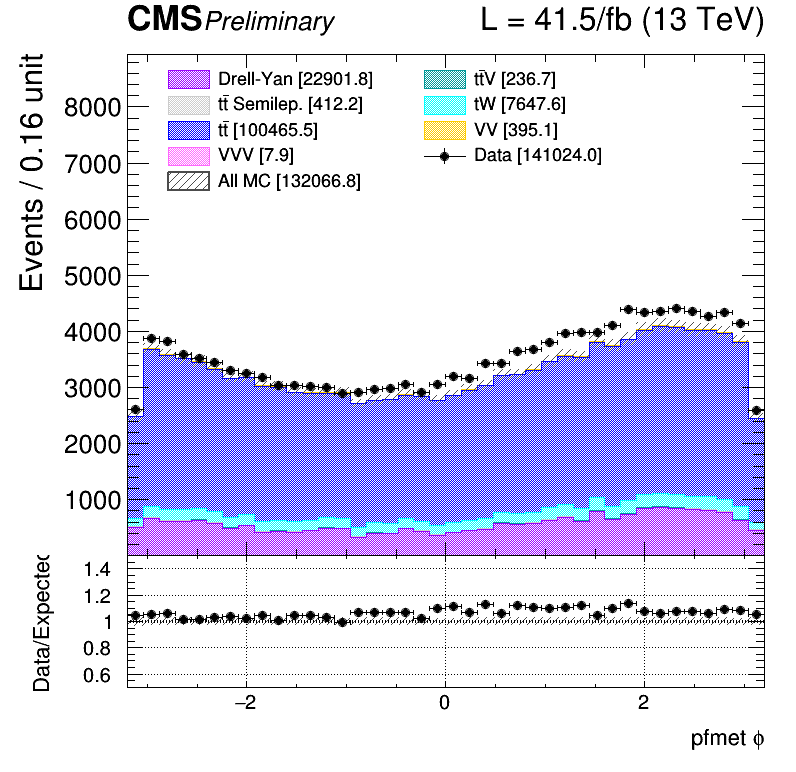 CMS Preliminary L = 41.5/fb (13 TeV)
Events / 0.16 unit
8000
7000
6000
5000
4000
3000
2000
1000
Drell-Yan [22901.8]
tt̄ Semilep. [412.2]
tt̄ [100465.5]
VVV [7.9]
All MC [132066.8]
tt̄V [236.7]
tW [7647.6]
VV [395.1]
Data [141024.0]
Data/Expected
1.4
1.2
1
0.8
0.6
−2 0 2
pfmet ϕ